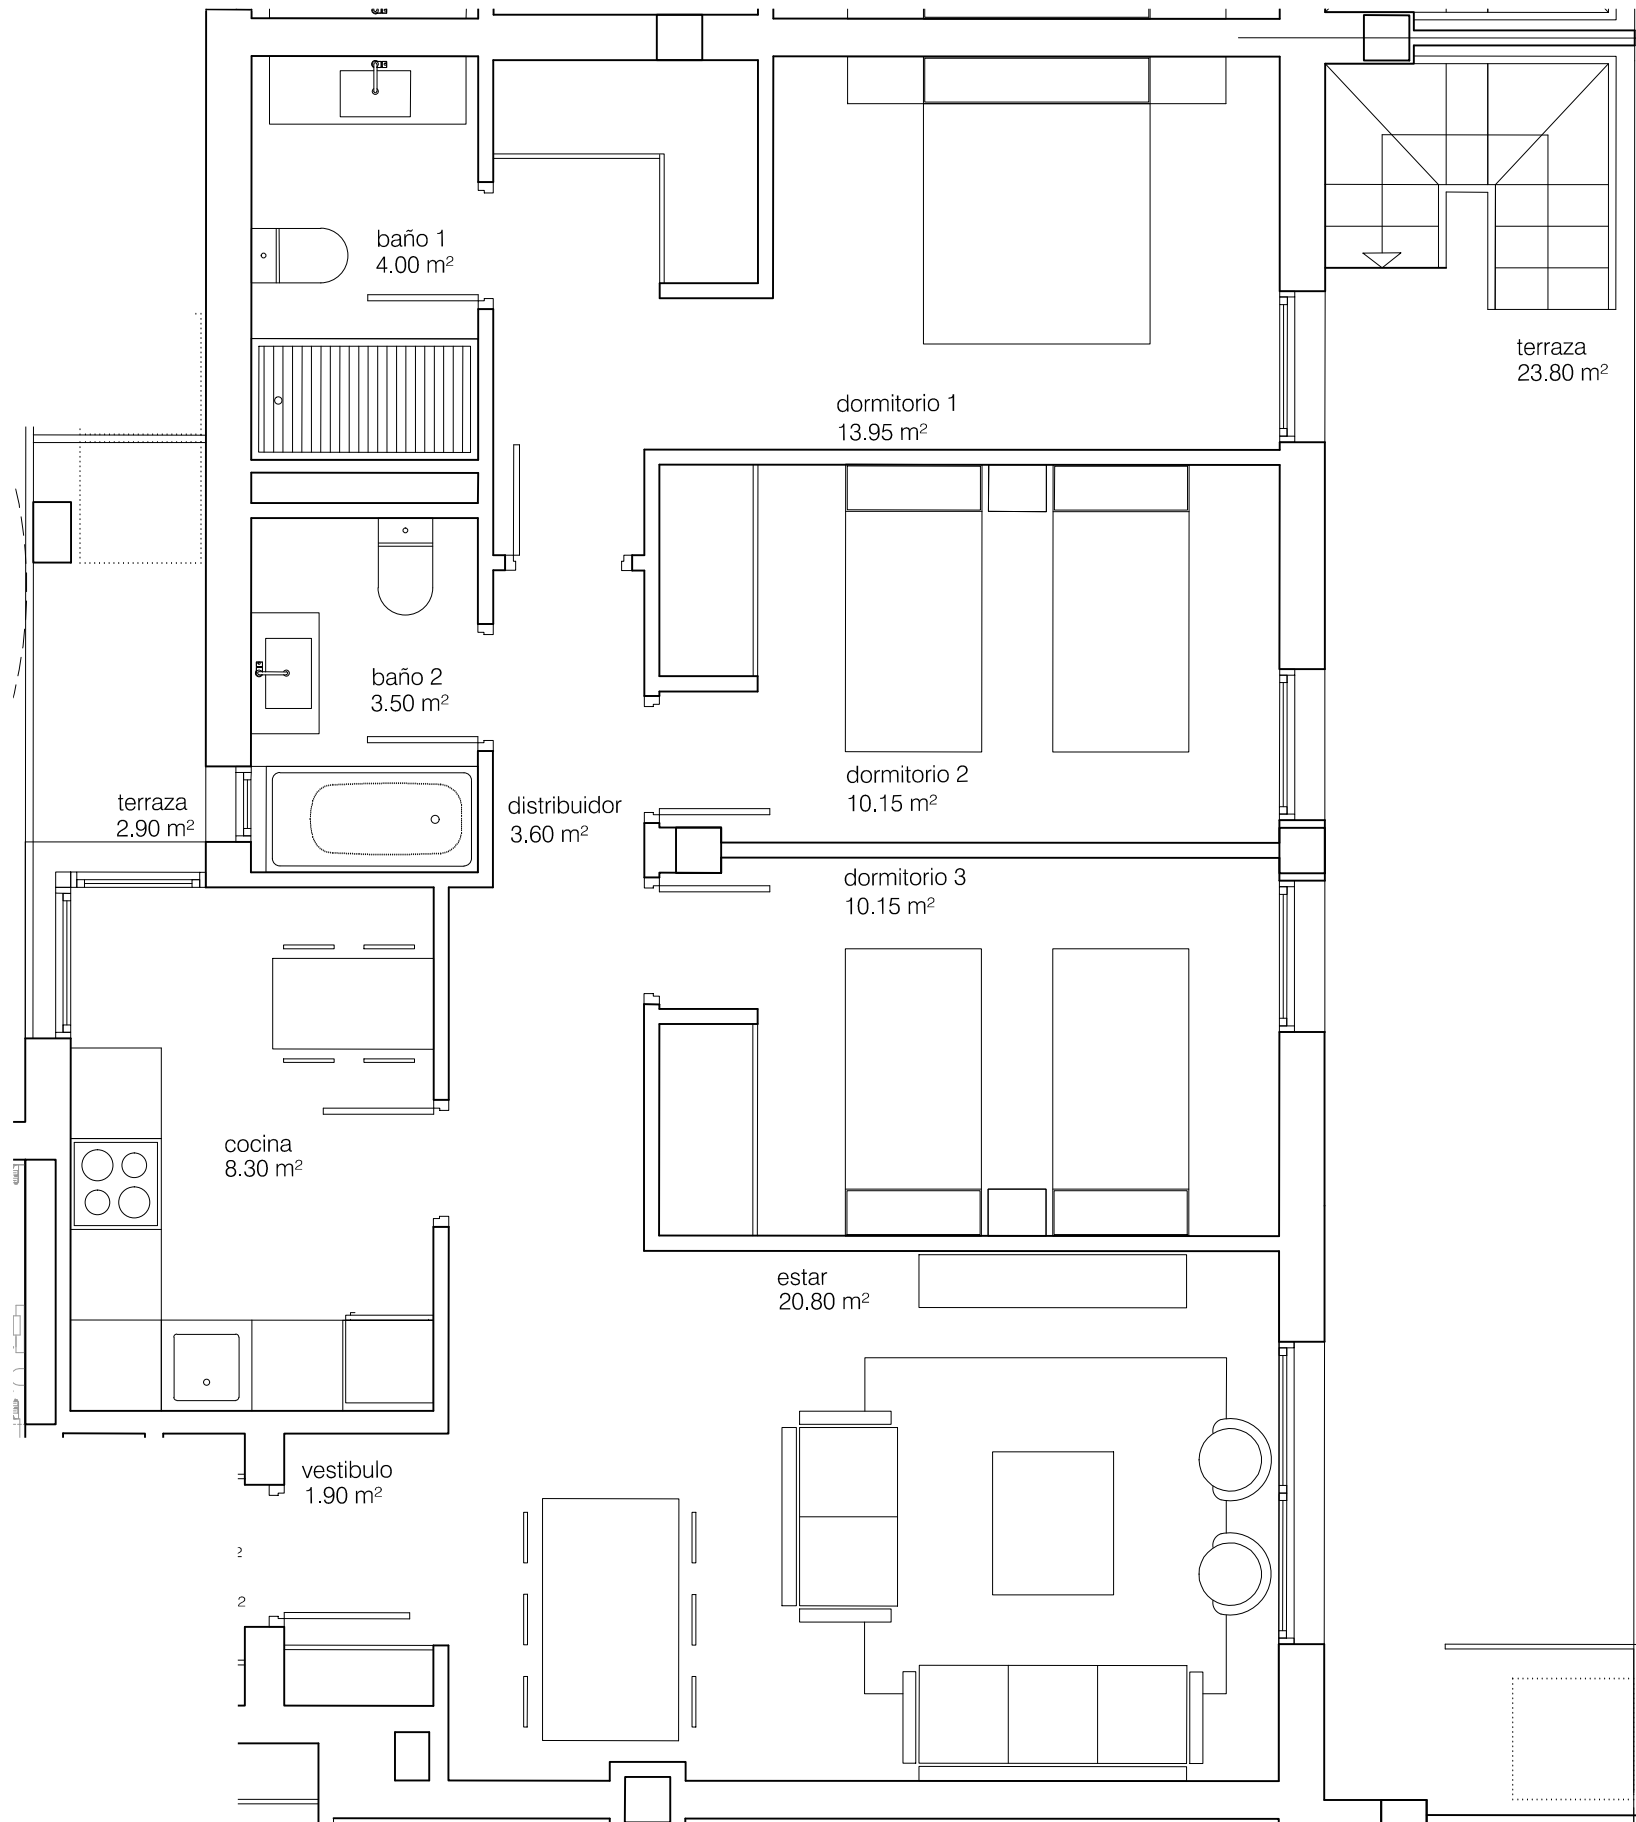 baño 1
4.00 m²
terraza
23.80 m²
dormitorio 1
13.95 m²
baño 2
3.50 m²
dormitorio 2
10.15 m²
terraza
2.90 m²
distribuidor
3.60 m²
dormitorio 3
10.15 m²
cocina
8.30 m²
estar
20.80 m²
vestibulo
1.90 m²
2
2